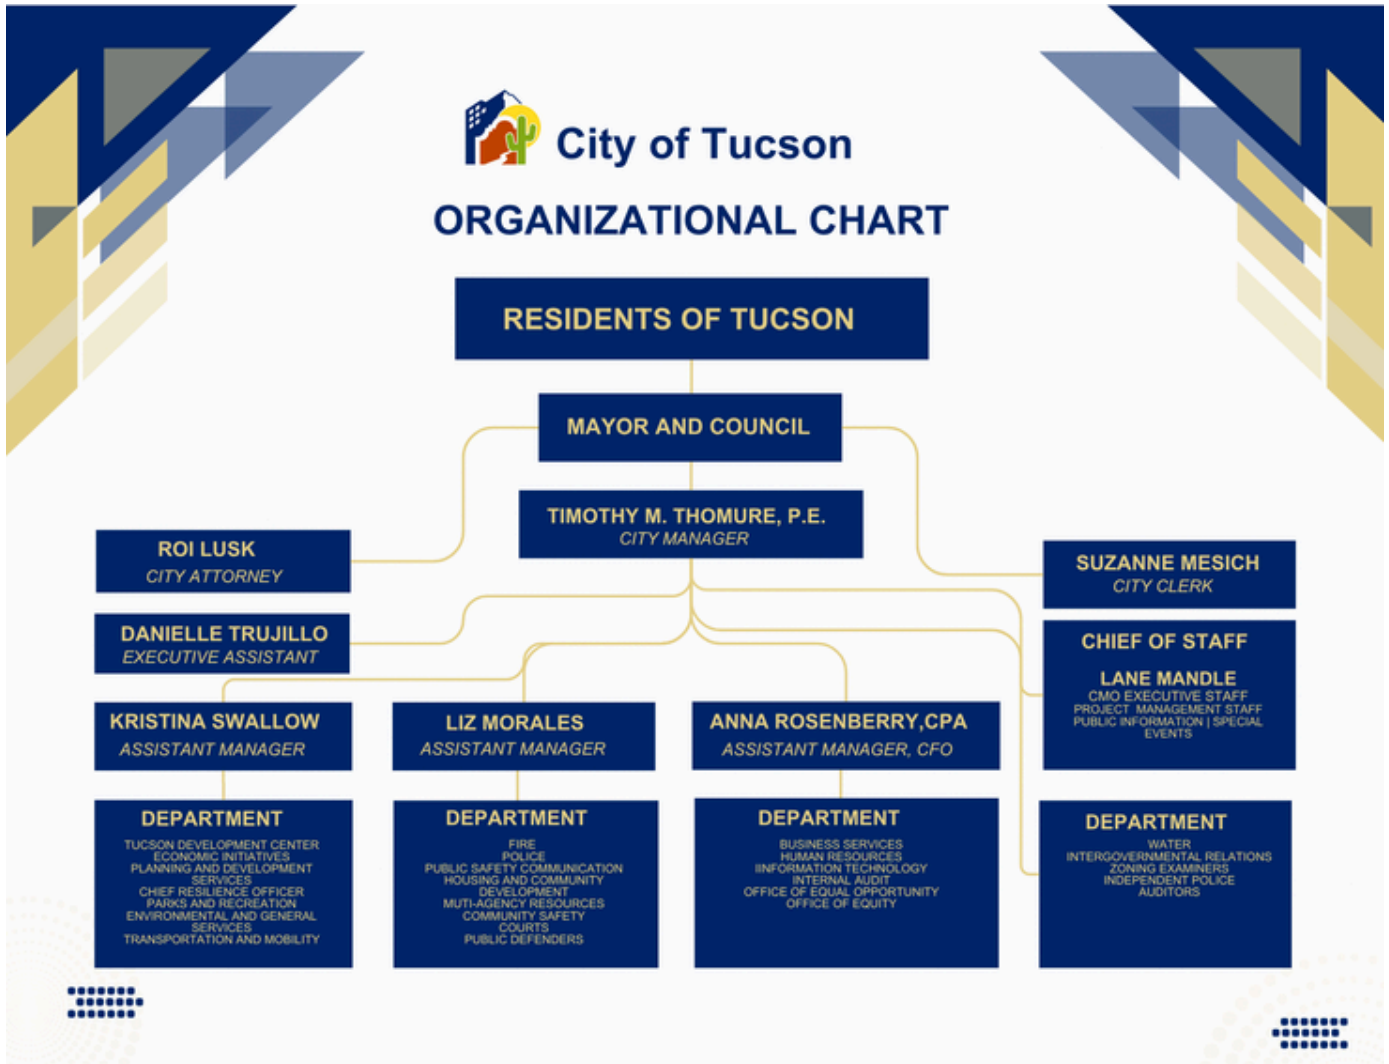 City of Tucson
ORGANIZATIONAL CHART
RESIDENTS OF TUCSON
MAYOR AND COUNCIL
TIMOTHY M. THOMURE, P.E.
CITY MANAGER
ROI LUSK
CITY ATTORNEY
SUZANNE MESICH
CITY CLERK
DANIELLE TRUJILLO
EXECUTIVE ASSISTANT
CHIEF OF STAFF
LANE MANDLE
CMO EXECUTIVE STAFF
PROJECT MANAGEMENT STAFF
PUBLIC INFORMATION | SPECIAL
EVENTS
KRISTINA SWALLOW
ASSISTANT MANAGER
LIZ MORALES
ASSISTANT MANAGER
ANNA ROSENBERRY,CPA
ASSISTANT MANAGER, CFO
DEPARTMENT
TUCSON DEVELOPMENT CENTER
ECONOMIC INITIATIVES
PLANNING AND DEVELOPMENT
SERVICES
CHIEF RESILIENCE OFFICER
PARKS AND RECREATION
ENVIRONMENTAL AND GENERAL
SERVICES
TRANSPORTATION AND MOBILITY
DEPARTMENT
FIRE
POLICE
PUBLIC SAFETY COMMUNICATION
HOUSING AND COMMUNITY
DEVELOPMENT
MUTI-AGENCY RESOURCES
COMMUNITY SAFETY
COURTS
PUBLIC DEFENDERS
DEPARTMENT
BUSINESS SERVICES
HUMAN RESOURCES
IINFORMATION TECHNOLOGY
INTERNAL AUDIT
OFFICE OF EQUAL OPPORTUNITY
OFFICE OF EQUITY
DEPARTMENT
WATER
INTERGOVERNMENTAL RELATIONS
ZONING EXAMINERS
INDEPENDENT POLICE
AUDITORS